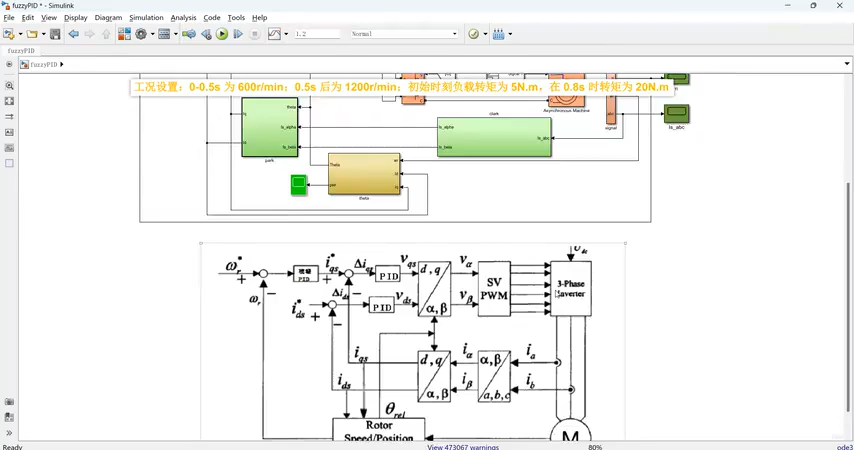 fuzzyPID - Simulink
File Edit View Display Diagram Simulation Analysis Code Tools Help
1.2 Normal
fuzzyPID
fuzzyPID
工况设置：0-0.5s 为 600r/min；0.5s 后为 1200r/min；初始时刻负载转矩为 5N.m，在 0.8s 时转矩为 20N.m
theta
Is_alpha
Is_beta
park
Is_alpha
Is_beta
Is_abc
clark
Asynchronous Machine
signal
Is_abc
Theta
theta
ωr* + − 模糊 PID iqs* + − Δiqs PID Vqs d,q α,β Vα Vβ SV PWM 3-Phase Inverter Udc
ωr ids* + − Δids PID Vds
iqs ids d,q α,β iα iβ α,β a,b,c ia ib
θrel
Rotor
Speed/Position
M
Ready View 473067 warnings 80% ode3